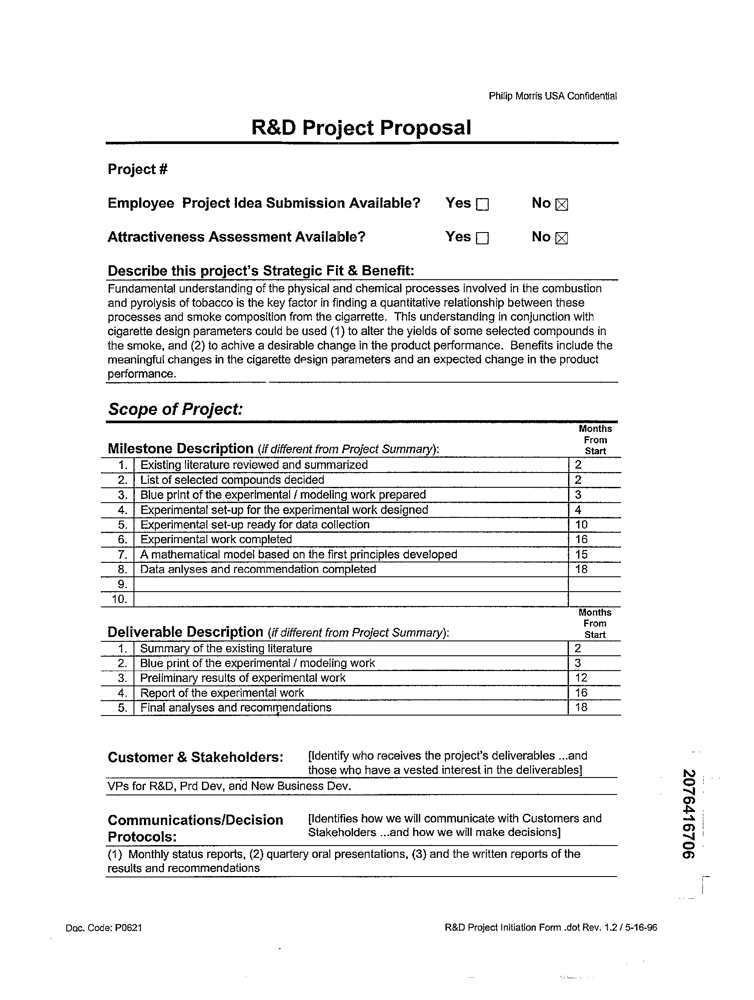 Philip Morris USA Confidential
R&D Project Proposal
Project #
Employee Project Idea Submission Available? Yes ☐ No ☒
Attractiveness Assessment Available? Yes ☐ No ☒
Describe this project's Strategic Fit & Benefit:
Fundamental understanding of the physical and chemical processes involved in the combustion
and pyrolysis of tobacco is the key factor in finding a quantitative relationship between these
processes and smoke composition from the cigarrette. This understanding in conjunction with
cigarette design parameters could be used (1) to alter the yields of some selected compounds in
the smoke, and (2) to achive a desirable change in the product performance. Benefits include the
meaningful changes in the cigarette design parameters and an expected change in the product
performance.
Scope of Project:
Months
From
Milestone Description (if different from Project Summary): Start
1. Existing literature reviewed and summarized 2
2. List of selected compounds decided 2
3. Blue print of the experimental / modeling work prepared 3
4. Experimental set-up for the experimental work designed 4
5. Experimental set-up ready for data collection 10
6. Experimental work completed 16
7. A mathematical model based on the first principles developed 15
8. Data anlyses and recommendation completed 18
9.
10.
Months
From
Deliverable Description (if different from Project Summary): Start
1. Summary of the existing literature 2
2. Blue print of the experimental / modeling work 3
3. Preliminary results of experimental work 12
4. Report of the experimental work 16
5. Final analyses and recommendations 18
Customer & Stakeholders: [Identify who receives the project's deliverables ...and
those who have a vested interest in the deliverables]
VPs for R&D, Prd Dev, and New Business Dev.
Communications/Decision [Identifies how we will communicate with Customers and
Protocols: Stakeholders ...and how we will make decisions]
(1) Monthly status reports, (2) quartery oral presentations, (3) and the written reports of the
results and recommendations
2076416706
Doc. Code: P0621 R&D Project Initiation Form .dot Rev. 1.2 / 5-16-96